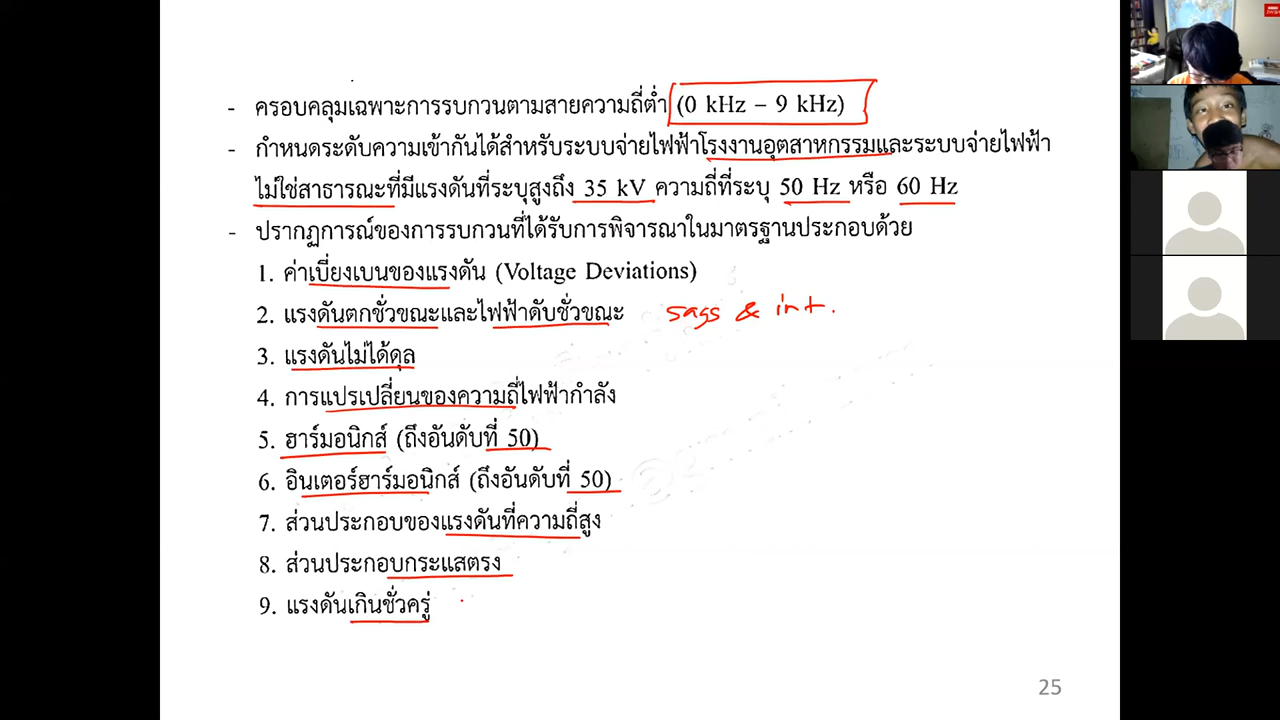 - ครอบคลุมเฉพาะการรบกวนตามสายความถี่ต่ำ (0 kHz – 9 kHz)
- กำหนดระดับความเข้ากันได้สำหรับระบบจ่ายไฟฟ้าโรงงานอุตสาหกรรมและระบบจ่ายไฟฟ้า
ไม่ใช่สาธารณะที่มีแรงดันที่ระบุสูงถึง 35 kV ความถี่ที่ระบุ 50 Hz หรือ 60 Hz
- ปรากฏการณ์ของการรบกวนที่ได้รับการพิจารณาในมาตรฐานประกอบด้วย
1. ค่าเบี่ยงเบนของแรงดัน (Voltage Deviations)
2. แรงดันตกชั่วขณะและไฟฟ้าดับชั่วขณะ sags & int.
3. แรงดันไม่ได้ดุล
4. การแปรเปลี่ยนของความถี่ไฟฟ้ากำลัง
5. ฮาร์มอนิกส์ (ถึงอันดับที่ 50)
6. อินเตอร์ฮาร์มอนิกส์ (ถึงอันดับที่ 50)
7. ส่วนประกอบของแรงดันที่ความถี่สูง
8. ส่วนประกอบกระแสตรง
9. แรงดันเกินชั่วครู่
25